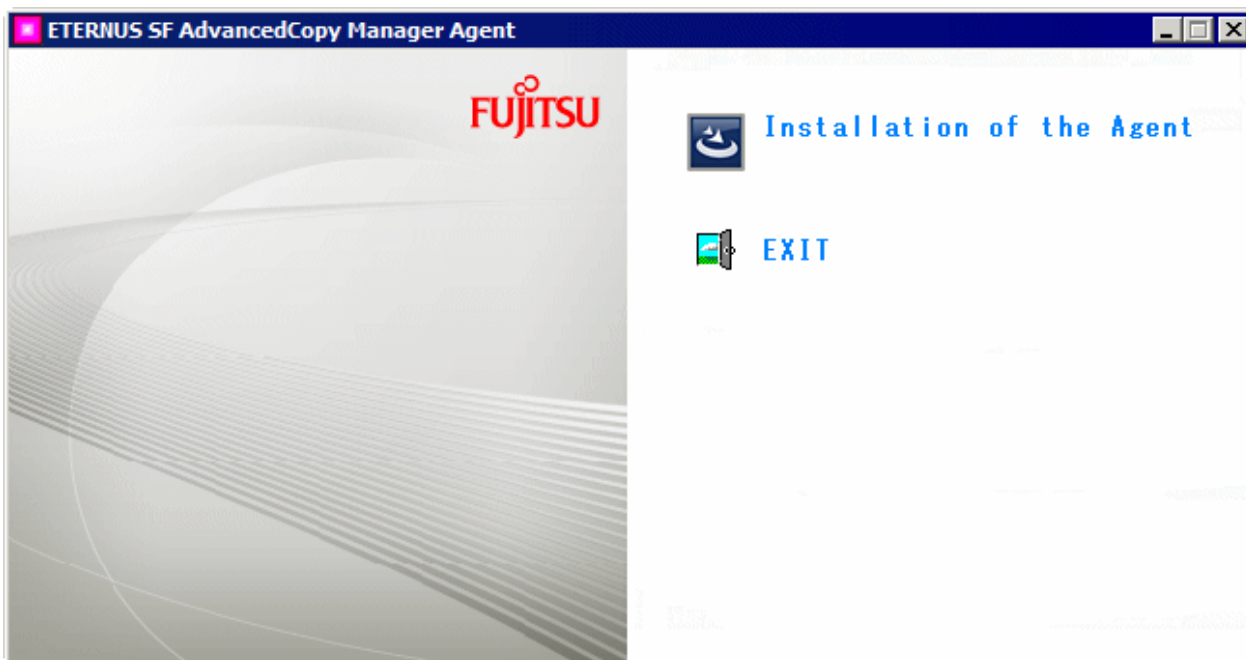 ETERNUS SF AdvancedCopy Manager Agent
FUJITSU
Installation of the Agent
EXIT